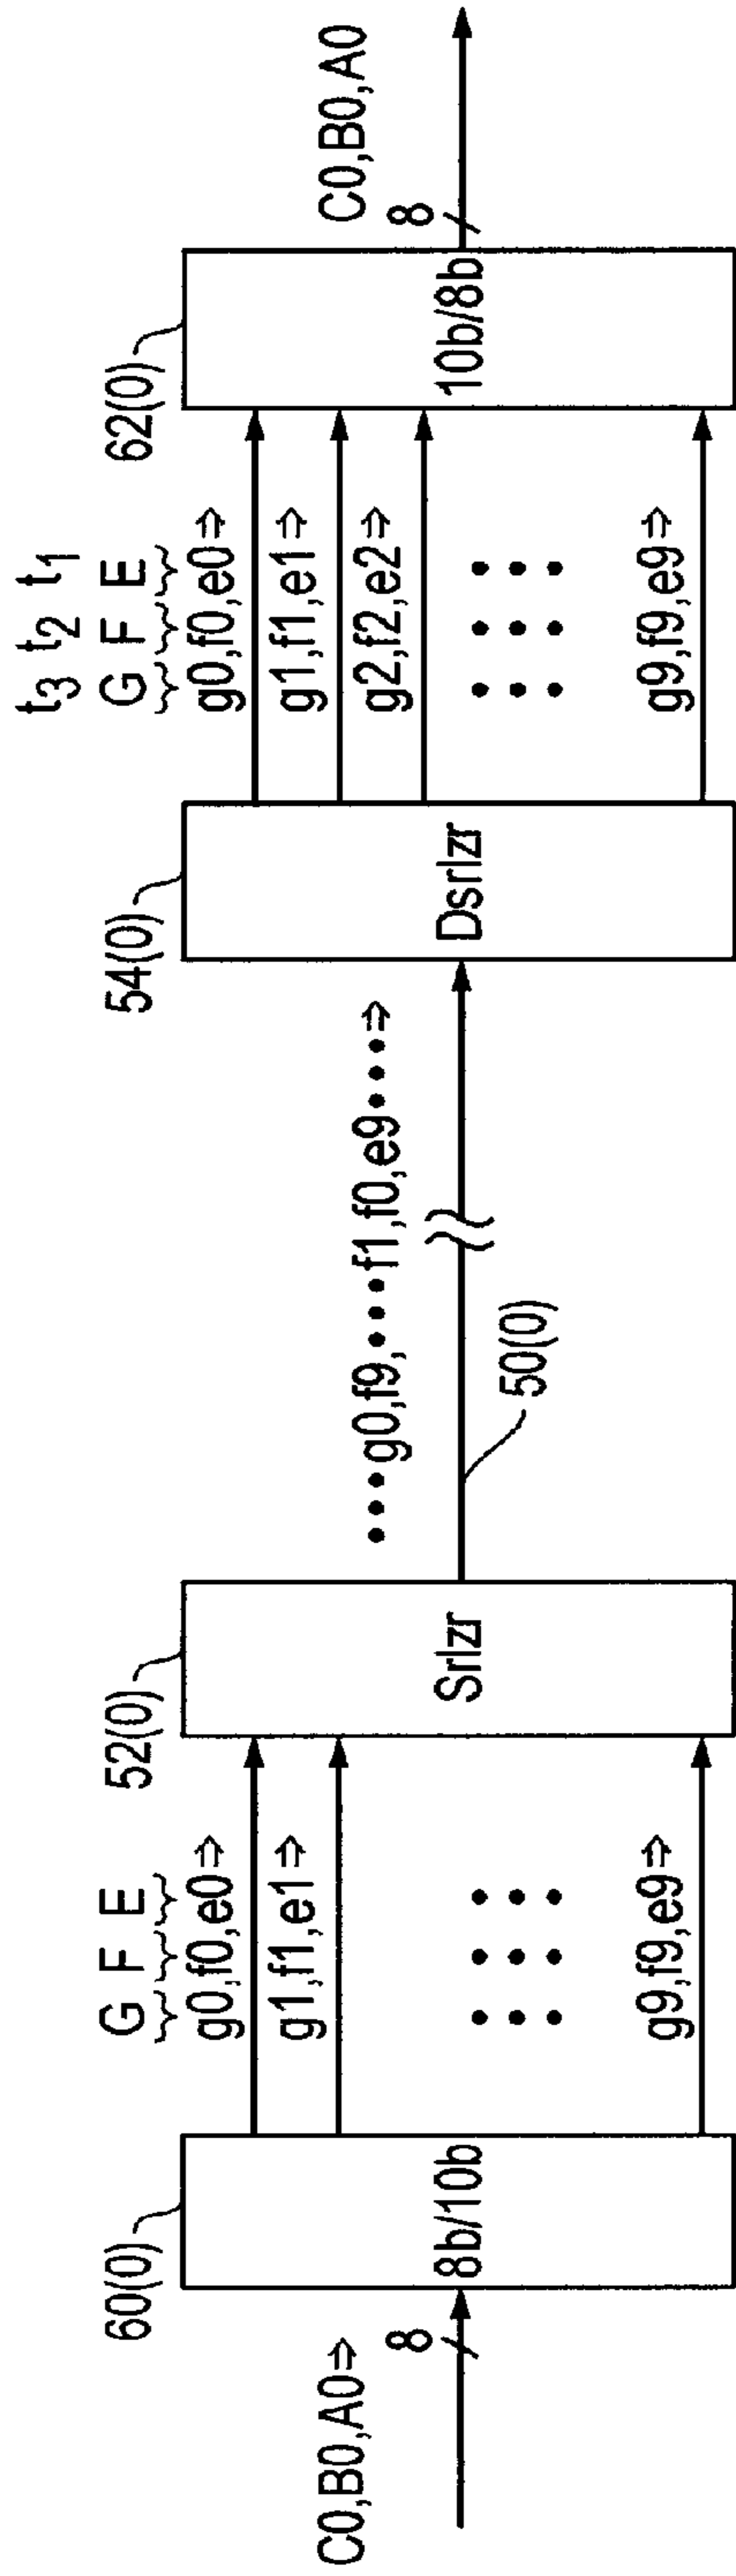 C0,B0,A0⇒
8
60(0)
8b/10b
G F E
g0,f0,e0⇒
g1,f1,e1⇒
g9,f9,e9⇒
52(0)
Srlzr
•••g0,f9,•••f1,f0,e9•••⇒
50(0)
54(0)
Dsrlzr
t3 t2 t1
G F E
g0,f0,e0⇒
g1,f1,e1⇒
g2,f2,e2⇒
g9,f9,e9⇒
62(0)
10b/8b
C0,B0,A0
8